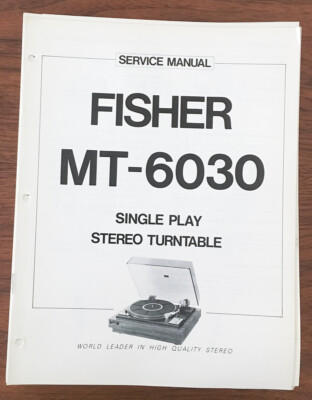 SERVICE MANUAL
FISHER
MT-6030
SINGLE PLAY
STEREO TURNTABLE
WORLD LEADER IN HIGH QUALITY STEREO